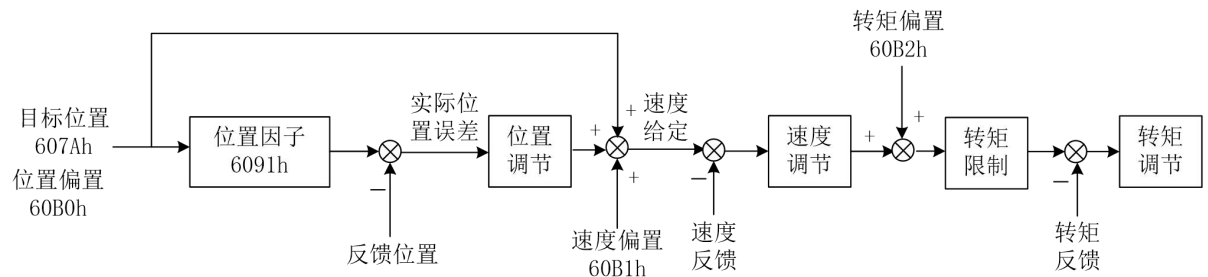 转矩偏置
60B2h
目标位置
607Ah
位置偏置
60B0h
位置因子
6091h
实际位
置误差
位置
调节
速度
给定
速度
调节
转矩
限制
转矩
调节
+
+
+
+
+
−
−
−
反馈位置
速度偏置
60B1h
速度
反馈
转矩
反馈